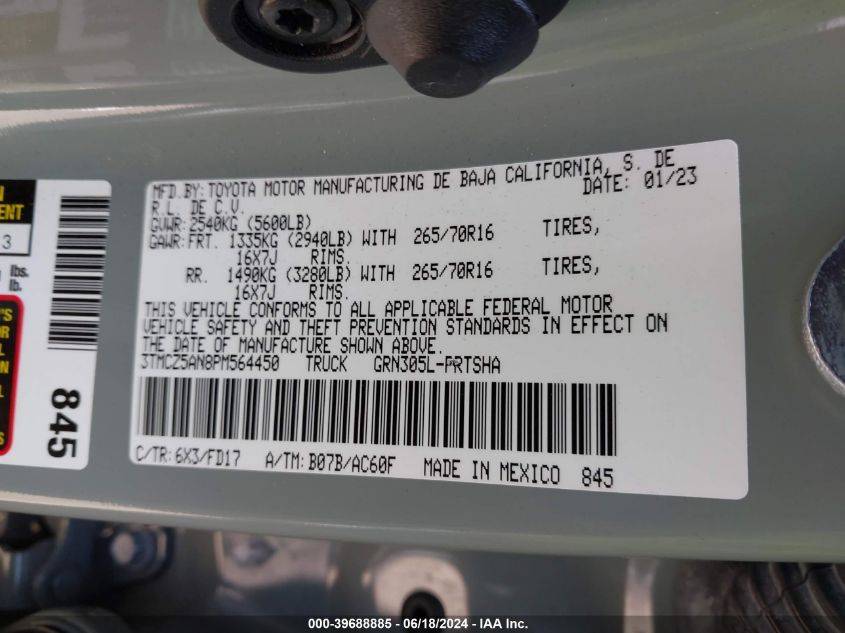 MFD. BY: TOYOTA MOTOR MANUFACTURING DE BAJA CALIFORNIA, S. DE
R.L. DE C.V. DATE: 01/23
GVWR: 2540KG (5600LB)
GAWR: FRT. 1335KG (2940LB) WITH 265/70R16 TIRES,
16X7J RIMS.
RR. 1490KG (3280LB) WITH 265/70R16 TIRES,
16X7J RIMS.
THIS VEHICLE CONFORMS TO ALL APPLICABLE FEDERAL MOTOR
VEHICLE SAFETY AND THEFT PREVENTION STANDARDS IN EFFECT ON
THE DATE OF MANUFACTURE SHOWN ABOVE.
3TMCZ5AN8PM564450 TRUCK GRN305L-PRTSHA
C/TR: 6X3/FD17 A/TM: B07B/AC60F MADE IN MEXICO 845
3
lbs.
lb.
845
000-39688885 - 06/18/2024 - IAA Inc.